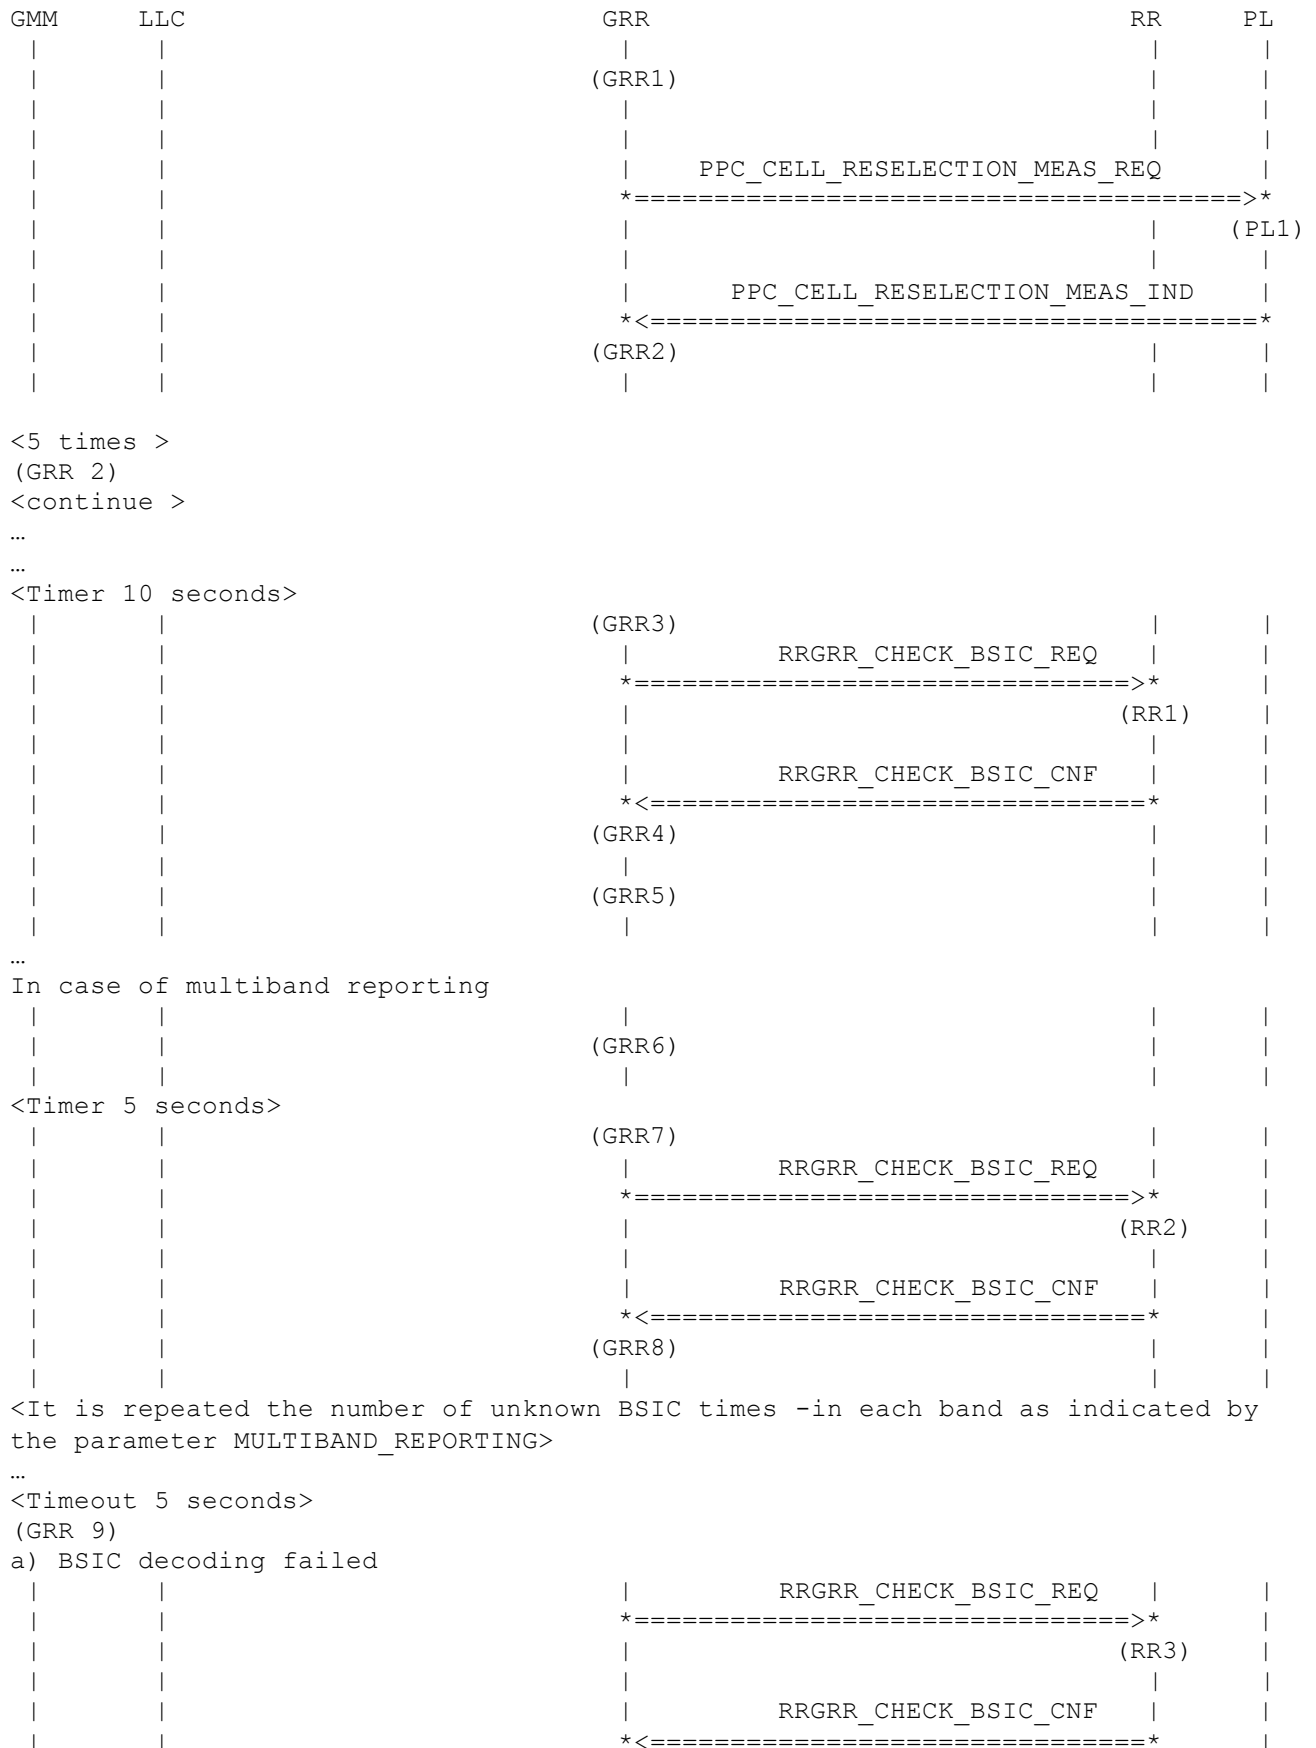 GMM     LLC                          GRR                              RR     PL
 |       |                            |                                |      |
 |       |                          (GRR1)                             |      |
 |       |                            |                                |      |
 |       |                            |                                |      |
 |       |                            |    PPC_CELL_RESELECTION_MEAS_REQ      |
 |       |                            *======================================>*
 |       |                            |                                |    (PL1)
 |       |                            |                                |      |
 |       |                            |      PPC_CELL_RESELECTION_MEAS_IND    |
 |       |                            *<======================================*
 |       |                          (GRR2)                             |      |
 |       |                            |                                |      |
<5 times >
(GRR 2)
<continue >
…
…
<Timer 10 seconds>
 |       |                          (GRR3)                             |      |
 |       |                            |         RRGRR_CHECK_BSIC_REQ   |      |
 |       |                            *===============================>*      |
 |       |                            |                              (RR1)    |
 |       |                            |                                |      |
 |       |                            |         RRGRR_CHECK_BSIC_CNF   |      |
 |       |                            *<===============================*      |
 |       |                          (GRR4)                             |      |
 |       |                            |                                |      |
 |       |                          (GRR5)                             |      |
 |       |                            |                                |      |
…
In case of multiband reporting
 |       |                            |                                |      |
 |       |                          (GRR6)                             |      |
 |       |                            |                                |      |
<Timer 5 seconds>
 |       |                          (GRR7)                             |      |
 |       |                            |         RRGRR_CHECK_BSIC_REQ   |      |
 |       |                            *===============================>*      |
 |       |                            |                              (RR2)    |
 |       |                            |                                |      |
 |       |                            |         RRGRR_CHECK_BSIC_CNF   |      |
 |       |                            *<===============================*      |
 |       |                          (GRR8)                             |      |
 |       |                            |                                |      |
<It is repeated the number of unknown BSIC times -in each band as indicated by
the parameter MULTIBAND_REPORTING>
…
<Timeout 5 seconds>
(GRR 9)
a) BSIC decoding failed
 |       |                            |         RRGRR_CHECK_BSIC_REQ   |      |
 |       |                            *===============================>*      |
 |       |                            |                              (RR3)    |
 |       |                            |                                |      |
 |       |                            |         RRGRR_CHECK_BSIC_CNF   |      |
 |       |                            *<===============================*      |